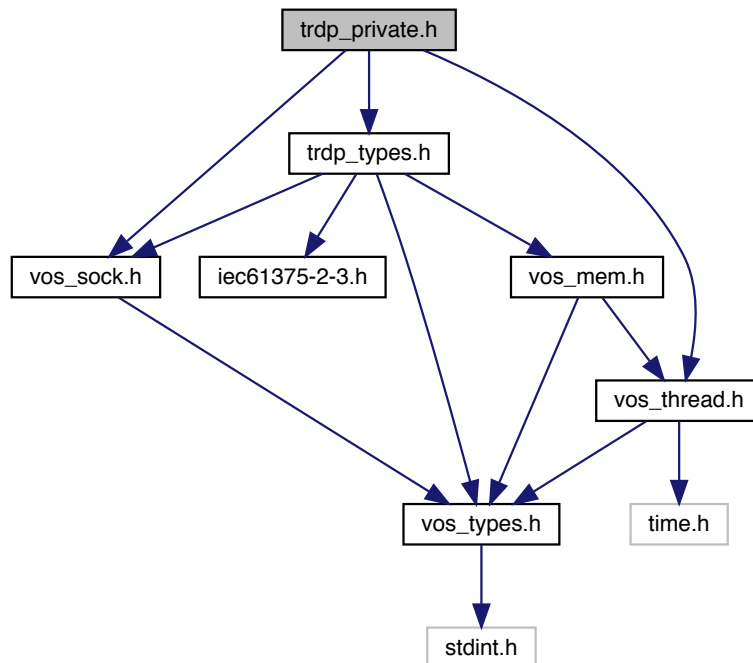 trdp_private.h
trdp_types.h
vos_sock.h
iec61375-2-3.h
vos_mem.h
vos_thread.h
vos_types.h
time.h
stdint.h